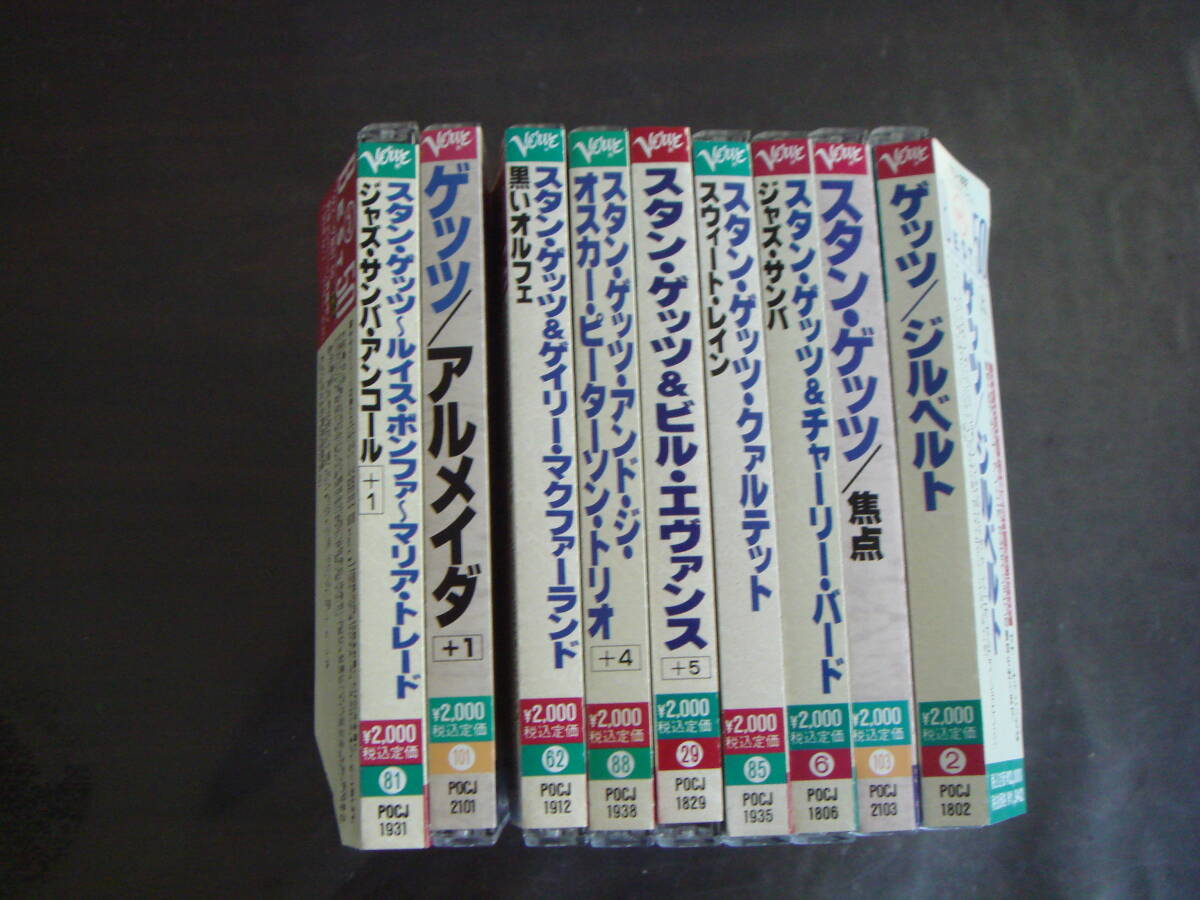 Verve
スタン・ゲッツ〜ルイス・ボンファ〜マリア・トレード
ジャズ・サンバ・アンコール
+1
¥2,000
税込定価
81
POCJ
1931
Verve
ゲッツ/アルメイダ
+1
¥2,000
税込定価
101
POCJ
2101
Verve
スタン・ゲッツ&ゲイリー・マクファーランド
黒いオルフェ
¥2,000
税込定価
62
POCJ
1912
Verve
スタン・ゲッツ・アンド・ジ・
オスカー・ピーターソン・トリオ
+4
¥2,000
税込定価
88
POCJ
1938
Verve
スタン・ゲッツ&ビル・エヴァンス
+5
¥2,000
税込定価
29
POCJ
1829
Verve
スタン・ゲッツ・クァルテット
スウィート・レイン
¥2,000
税込定価
85
POCJ
1935
Verve
スタン・ゲッツ&チャーリー・バード
ジャズ・サンバ
¥2,000
税込定価
6
POCJ
1806
Verve
スタン・ゲッツ/焦点
¥2,000
税込定価
103
POCJ
2103
Verve
ゲッツ/ジルベルト
¥2,000
税込定価
2
POCJ
1802
ゲッツ/ジルベルト